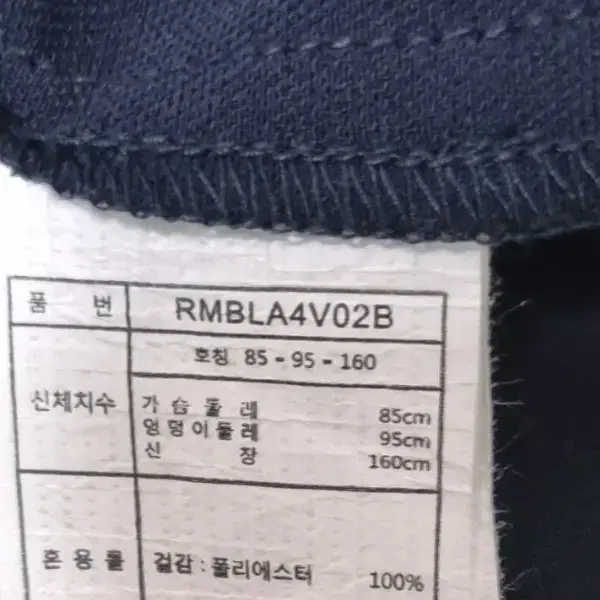 품 번 RMBLA4V02B
호칭 85 - 95 - 160
신체치수
가 슴 둘 레 85cm
엉덩이둘레 95cm
신 장 160cm
혼 용 률 겉감 : 폴리에스터 100%